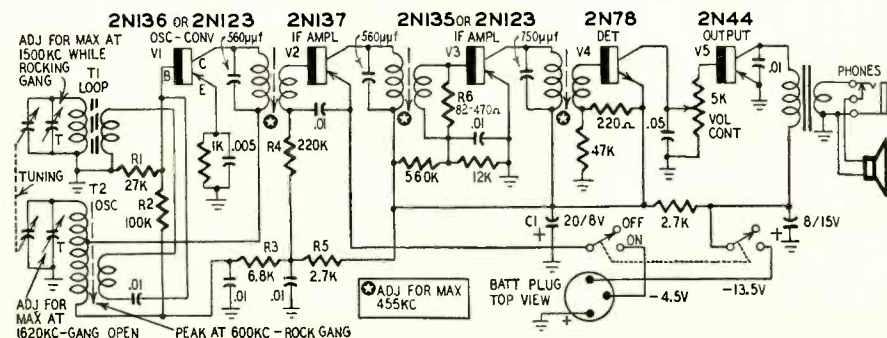 2N136 OR 2N123
OSC-CONV
2N137
IF AMPL
2N135 OR 2N123
IF AMPL
2N78
DET
2N44
OUTPUT
ADJ FOR MAX AT
1500KC WHILE
ROCKING
GANG
T1
LOOP
V1
B
C
E
560µµf
V2
560µµf
V3
750µµf
V4
V5
.01
PHONES
T
R1
27K
R2
100K
1K
.005
R4
220K
.01
R6
82-470Ω
.01
560K
12K
220Ω
47K
.05
5K
VOL
CONT
TUNING
T2
OSC
T
.01
R3
6.8K
R5
2.7K
.01
.01
C1
20/8V
+
OFF
ON
2.7K
8/15V
+
ADJ FOR MAX
455KC
BATT PLUG
TOP VIEW
-4.5V
-13.5V
+
ADJ FOR
MAX AT
1620KC-GANG OPEN
PEAK AT 600KC-ROCK GANG